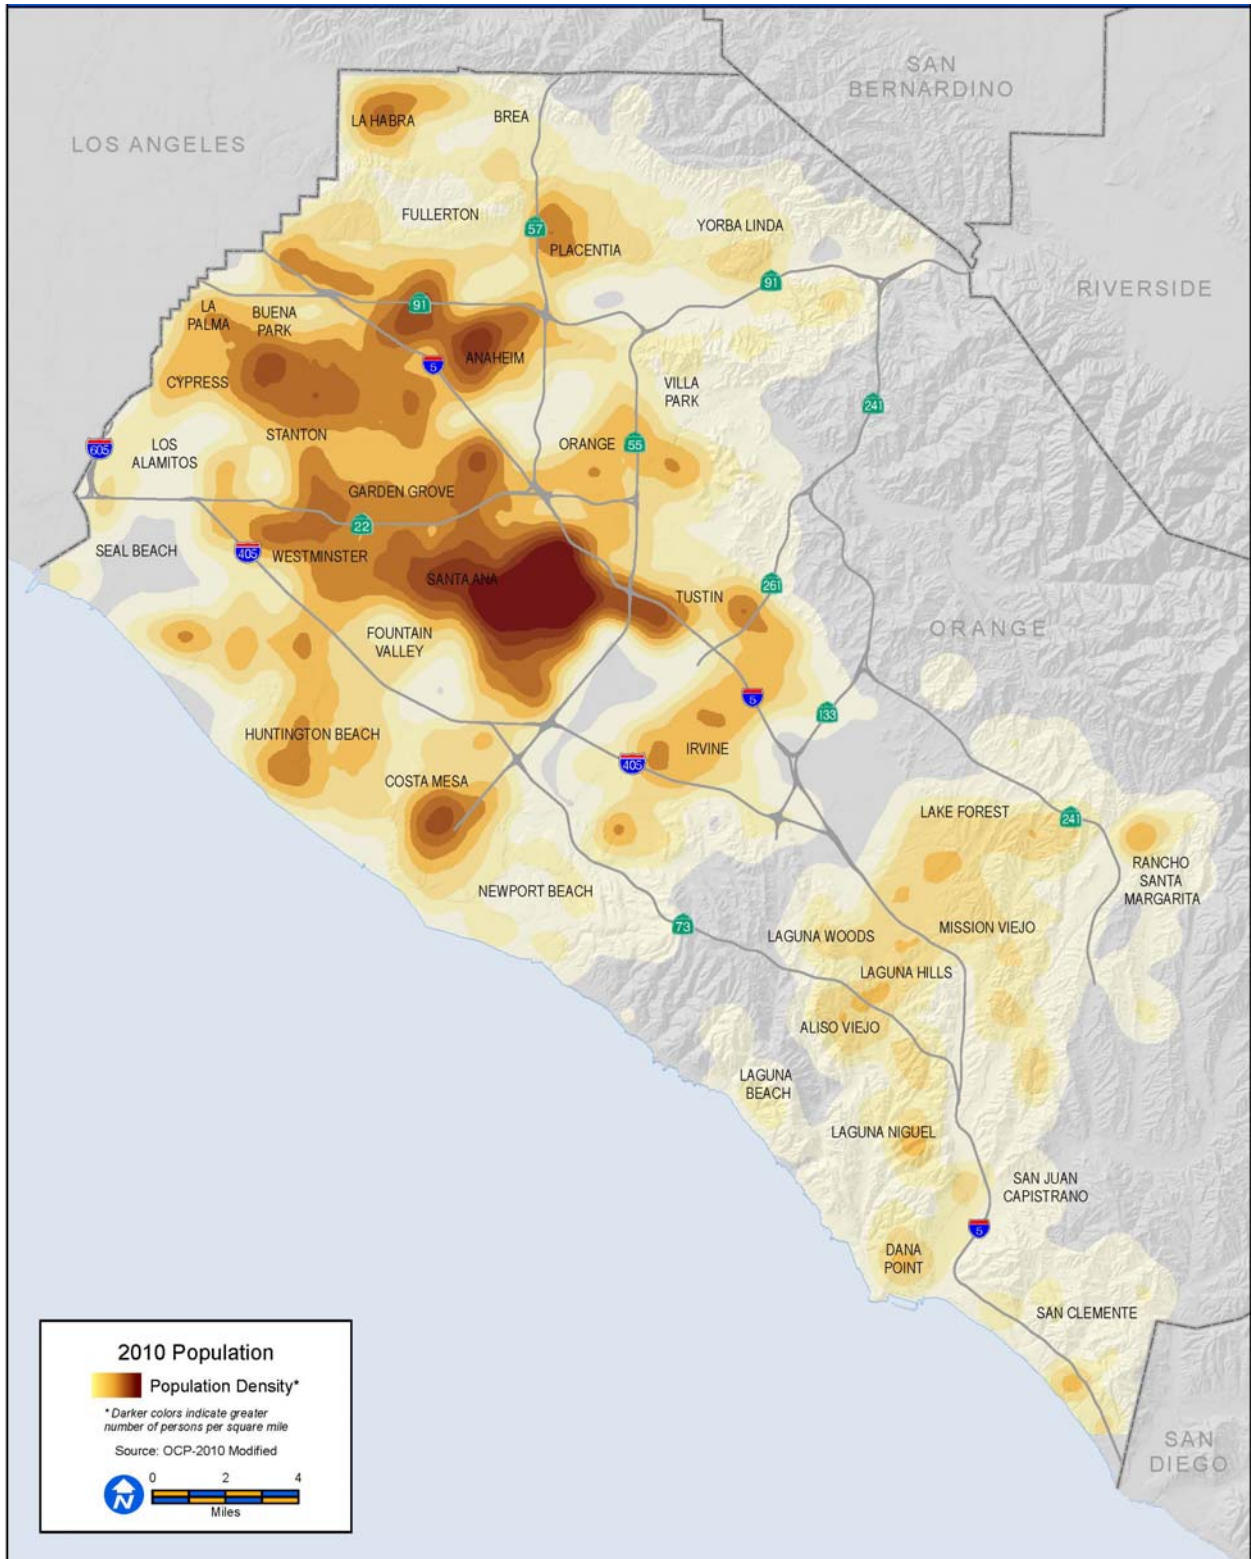 SAN
BERNARDINO
LOS ANGELES
LA HABRA
BREA
FULLERTON
57
PLACENTIA
YORBA LINDA
91
RIVERSIDE
LA
PALMA
BUENA
PARK
91
ANAHEIM
5
CYPRESS
VILLA
PARK
241
STANTON
ORANGE
55
605
LOS
ALAMITOS
GARDEN GROVE
22
SEAL BEACH
405
WESTMINSTER
SANTA ANA
TUSTIN
261
ORANGE
FOUNTAIN
VALLEY
5
133
HUNTINGTON BEACH
IRVINE
405
COSTA MESA
LAKE FOREST
241
RANCHO
SANTA
MARGARITA
NEWPORT BEACH
73
LAGUNA WOODS
MISSION VIEJO
LAGUNA HILLS
ALISO VIEJO
LAGUNA
BEACH
LAGUNA NIGUEL
SAN JUAN
CAPISTRANO
5
DANA
POINT
SAN CLEMENTE
SAN
DIEGO
2010 Population
Population Density*
* Darker colors indicate greater
number of persons per square mile
Source: OCP-2010 Modified
N
0 2 4
Miles